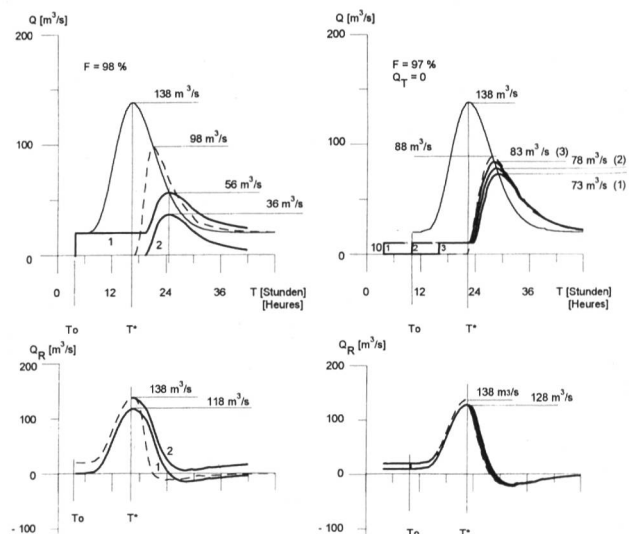 Q [m³/s]
200
F = 98 %
138 m³/s
100
98 m³/s
56 m³/s
36 m³/s
1
2
0
0
12
24
36
T [Stunden]
[Heures]
To
T*
Q [m³/s]
200
F = 97 %
Q_T = 0
138 m³/s
100
88 m³/s
83 m³/s (3)
78 m³/s (2)
73 m³/s (1)
10
1
2
3
0
0
12
24
36
T [Stunden]
[Heures]
To
T*
Q_R [m³/s]
200
138 m³/s
118 m³/s
100
1
2
0
To
T*
- 100
Q_R [m³/s]
200
138 m3/s
128 m³/s
100
0
To
T*
- 100